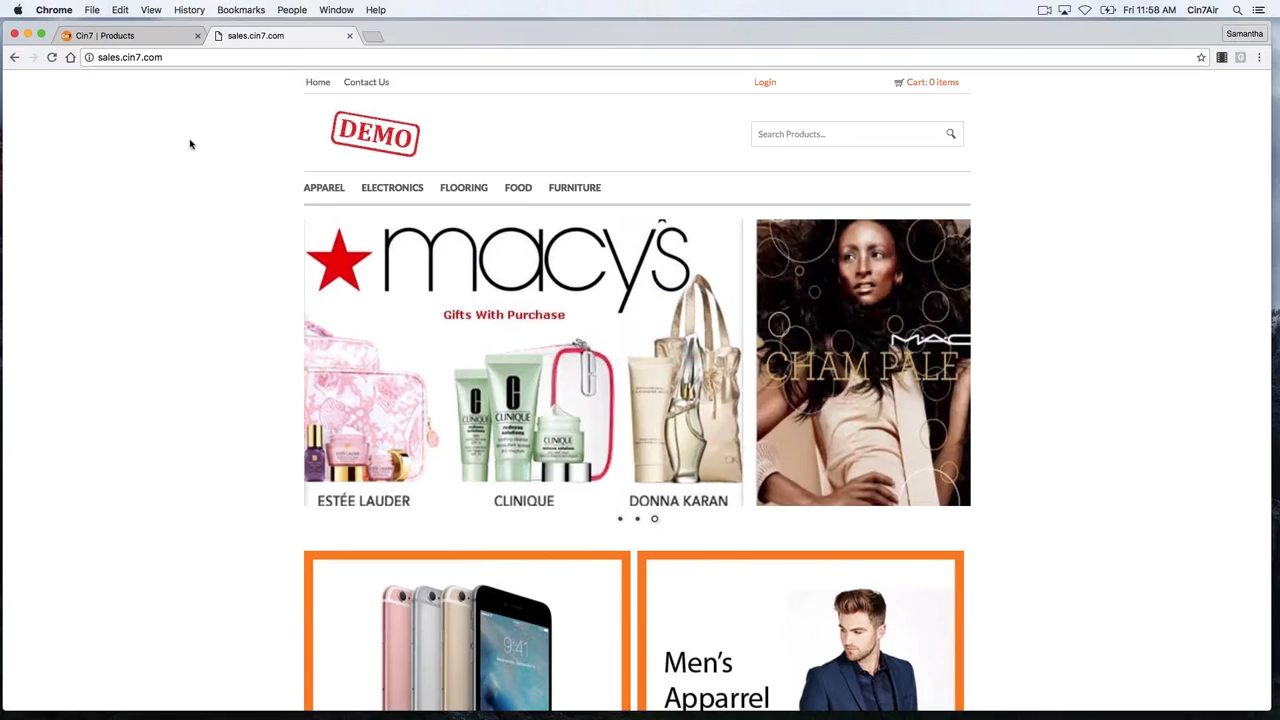 Chrome File Edit View History Bookmarks People Window Help Fri 11:58 AM Cin7Air
Cin7 | Products sales.cin7.com Samantha
sales.cin7.com
Home Contact Us Login Cart: 0 items
DEMO
Search Products...
APPAREL ELECTRONICS FLOORING FOOD FURNITURE
macy's
Gifts With Purchase
MAC
CHAM PALE
CLINIQUE
CLINIQUE
CLINIQUE
ESTĒE LAUDER CLINIQUE DONNA KARAN
9:41
Men's
Apparrel